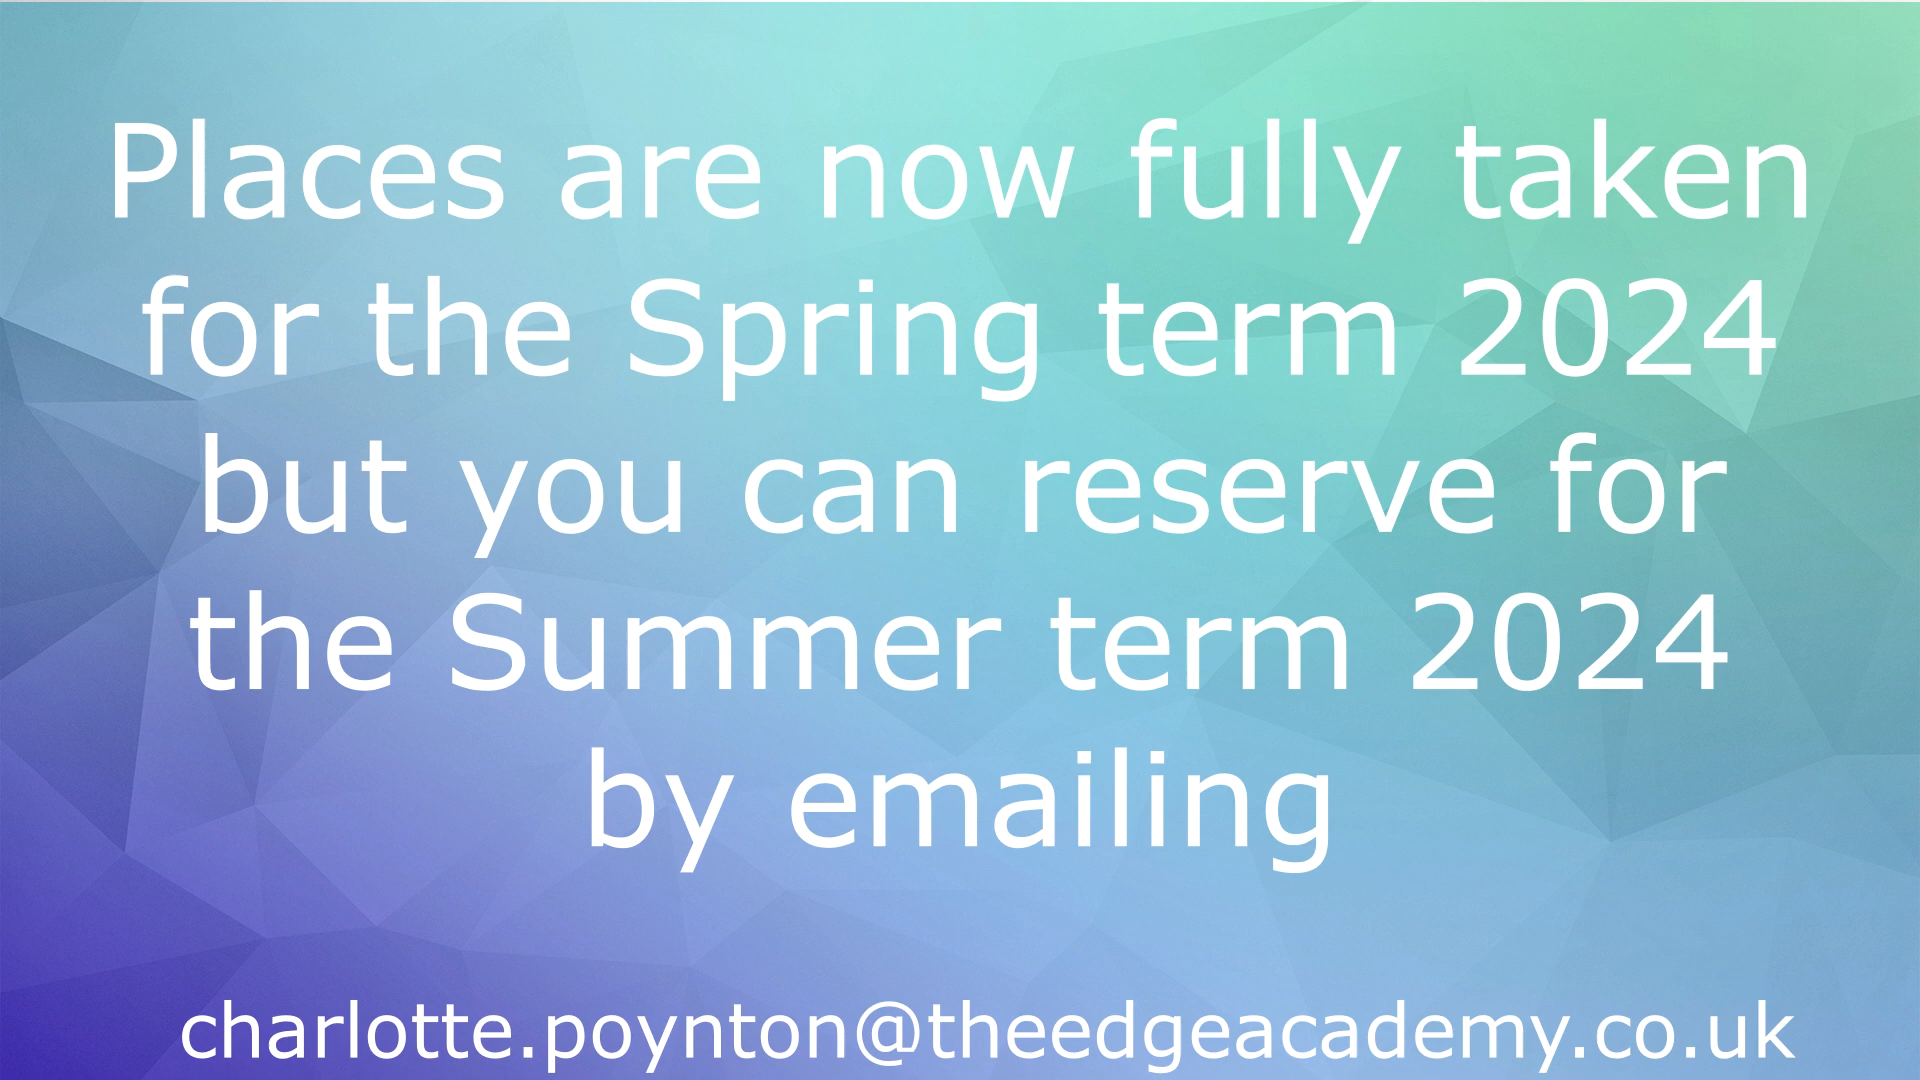 Places are now fully taken
for the Spring term 2024
but you can reserve for
the Summer term 2024
by emailing
charlotte.poynton@theedgeacademy.co.uk